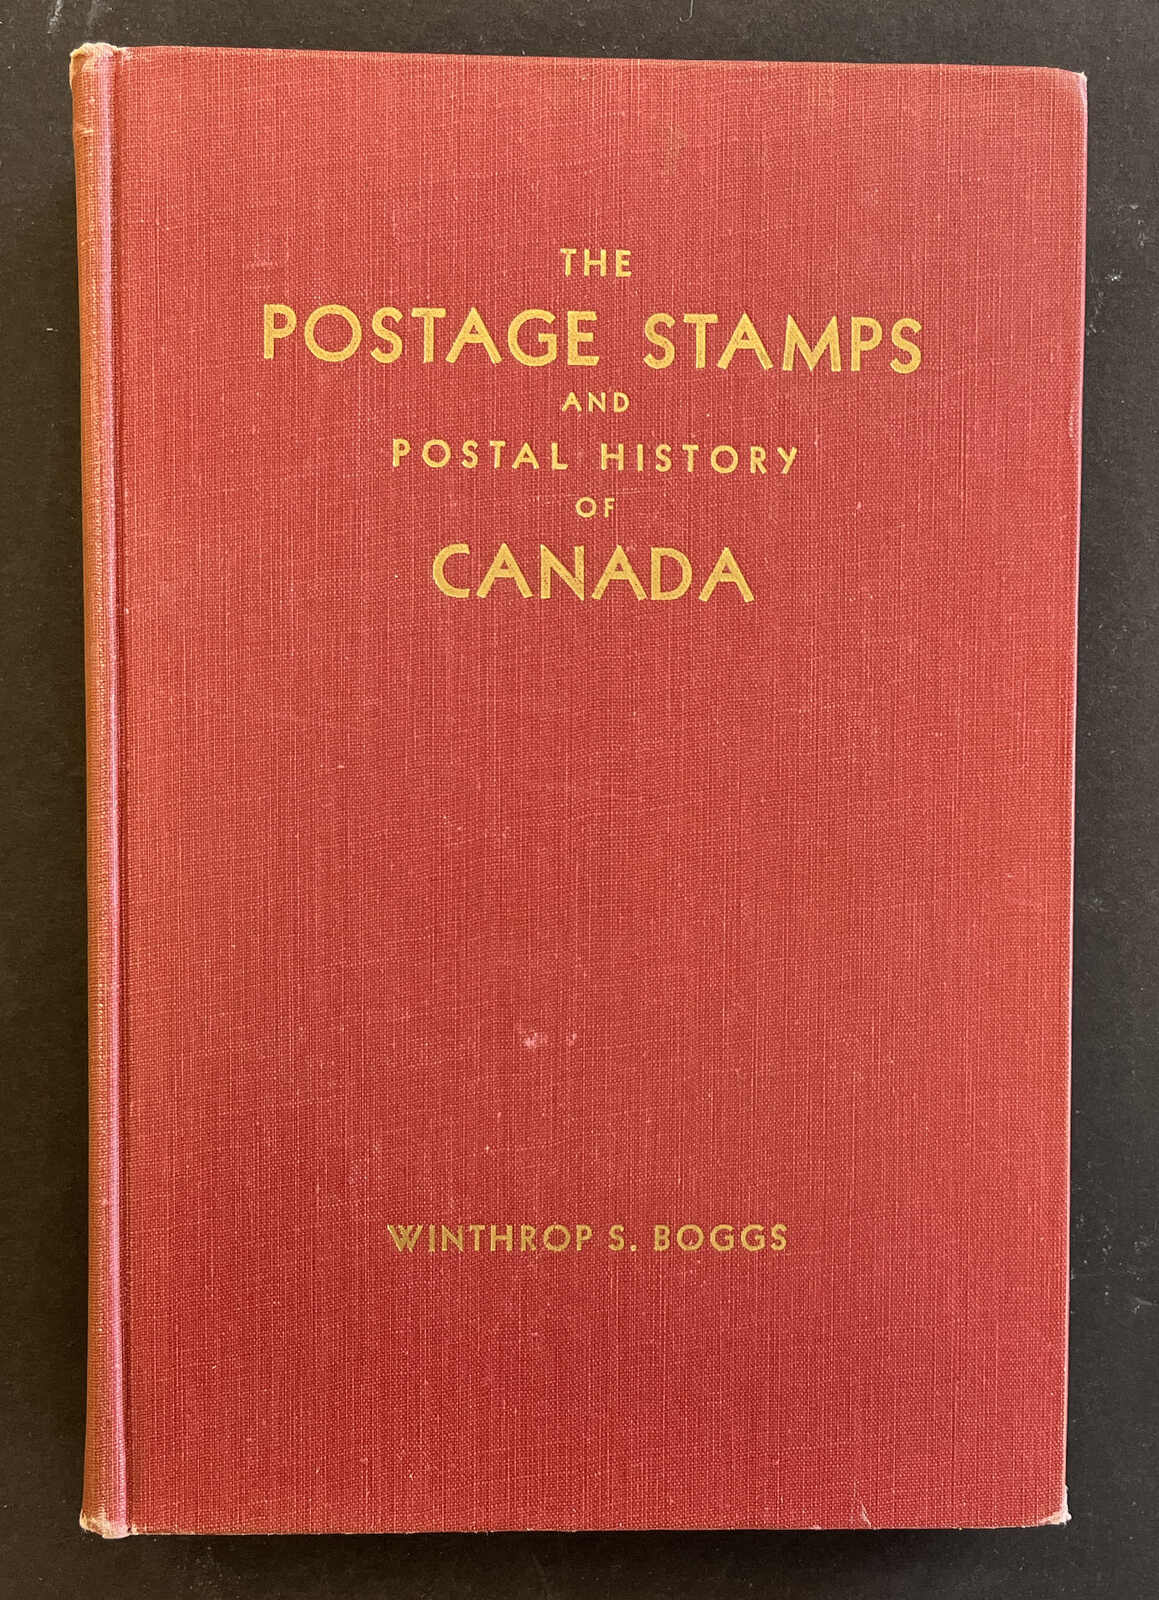 THE
POSTAGE STAMPS
AND
POSTAL HISTORY
OF
CANADA
WINTHROP S. BOGGS